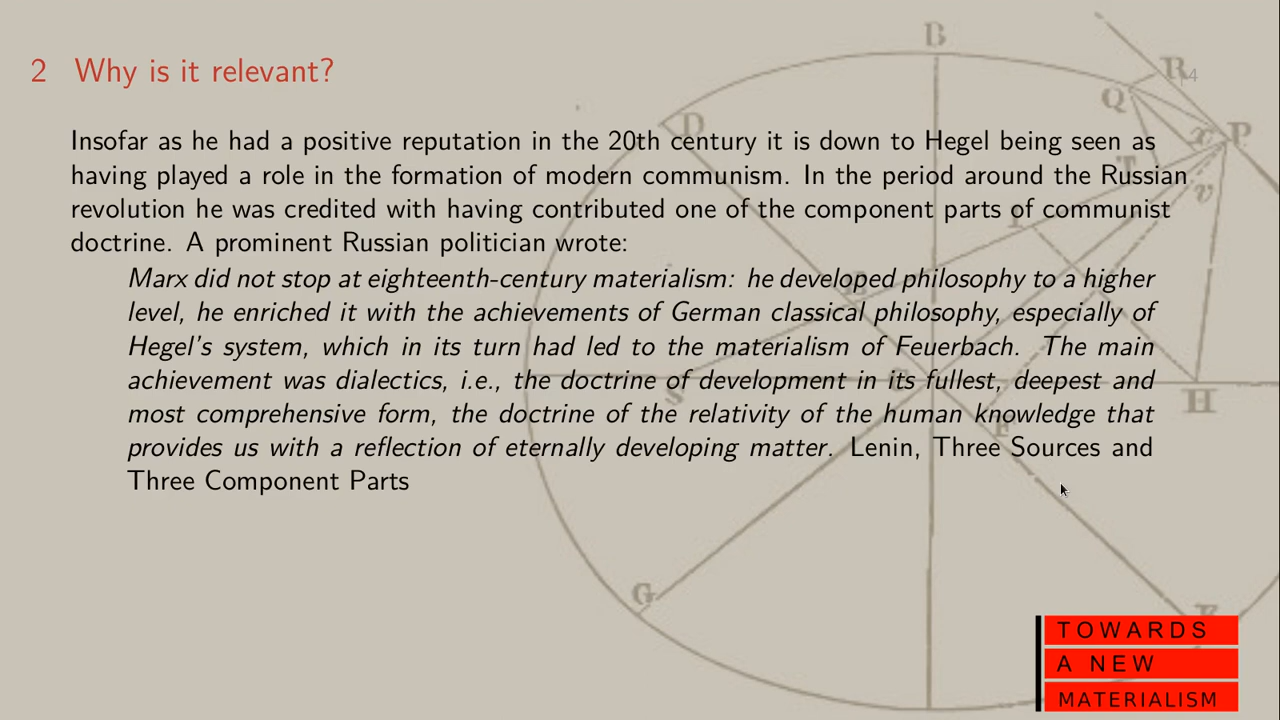 2 Why is it relevant?
4
Insofar as he had a positive reputation in the 20th century it is down to Hegel being seen as
having played a role in the formation of modern communism. In the period around the Russian
revolution he was credited with having contributed one of the component parts of communist
doctrine. A prominent Russian politician wrote:
Marx did not stop at eighteenth-century materialism: he developed philosophy to a higher
level, he enriched it with the achievements of German classical philosophy, especially of
Hegel's system, which in its turn had led to the materialism of Feuerbach. The main
achievement was dialectics, i.e., the doctrine of development in its fullest, deepest and
most comprehensive form, the doctrine of the relativity of the human knowledge that
provides us with a reflection of eternally developing matter. Lenin, Three Sources and
Three Component Parts
B
R
Q
D
P
x
T
v
H
G
TOWARDS
A NEW
MATERIALISM